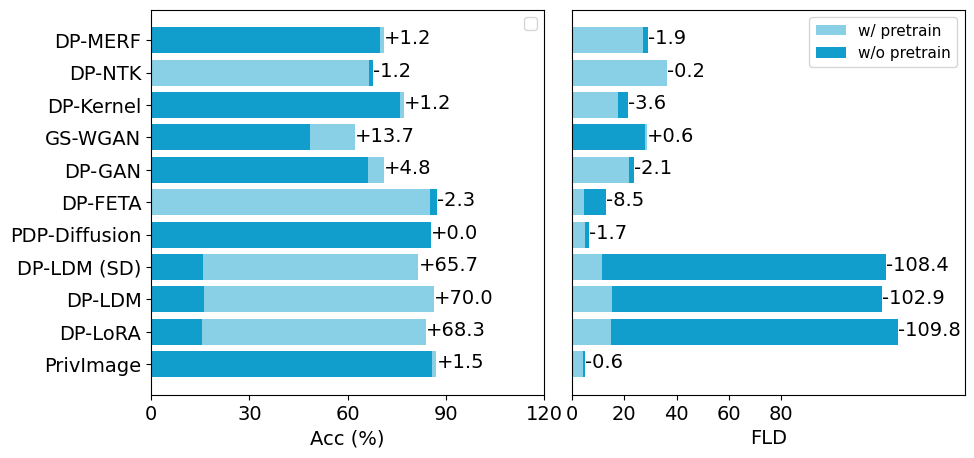 DP-MERF
DP-NTK
DP-Kernel
GS-WGAN
DP-GAN
DP-FETA
PDP-Diffusion
DP-LDM (SD)
DP-LDM
DP-LoRA
PrivImage
+1.2
-1.2
+1.2
+13.7
+4.8
-2.3
+0.0
+65.7
+70.0
+68.3
+1.5
0 30 60 90 120
Acc (%)
w/ pretrain
w/o pretrain
-1.9
-0.2
-3.6
+0.6
-2.1
-8.5
-1.7
-108.4
-102.9
-109.8
-0.6
0 20 40 60 80
FLD